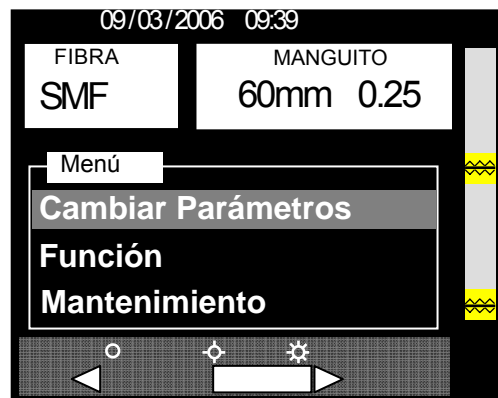 09/03/2006 09:39
FIBRA
SMF
MANGUITO
60mm 0.25
Menú
Cambiar Parámetros
Función
Mantenimiento